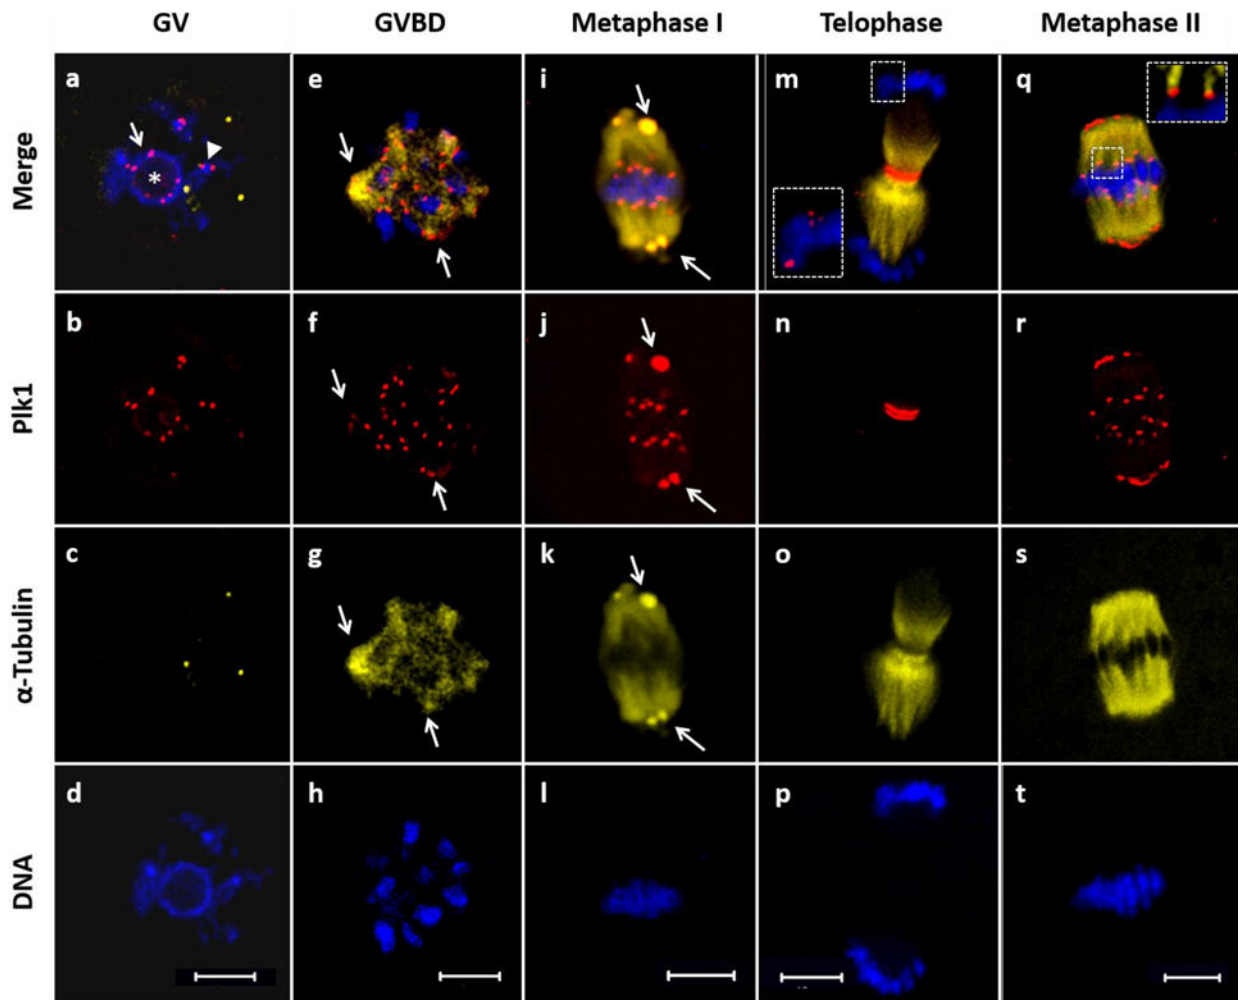 GV GVBD Metaphase I Telophase Metaphase II
Merge
a e i m q
*
Plk1
b f j n r
α-Tubulin
c g k o s
DNA
d h l p t